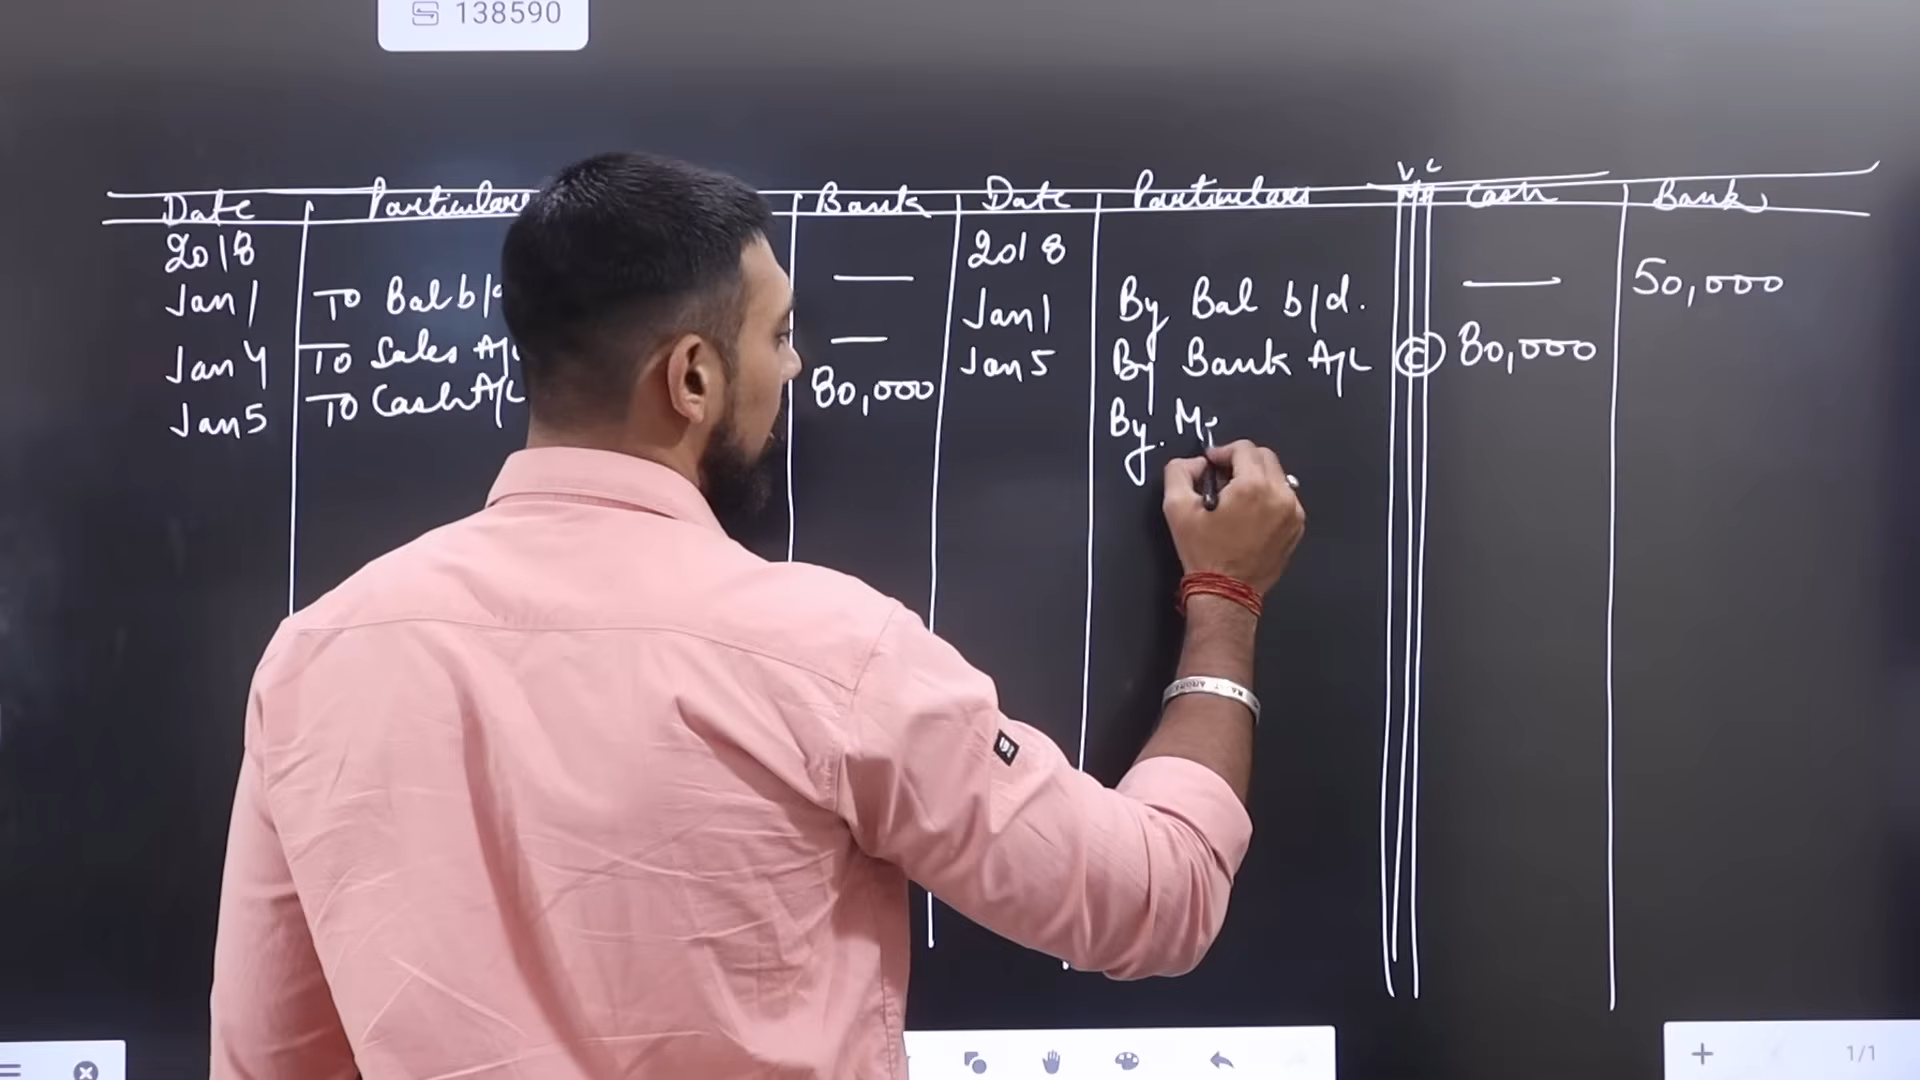 138590
Date Particulars Bank Date Particulars V L Cash Bank
2018 2018
Jan 1 To Bal b/d — Jan 1 By Bal b/d. — 50,000
Jan 4 To Sales A/c — Jan 5 By Bank A/c C 80,000
Jan 5 To Cash A/c 80,000 By. M
1/1